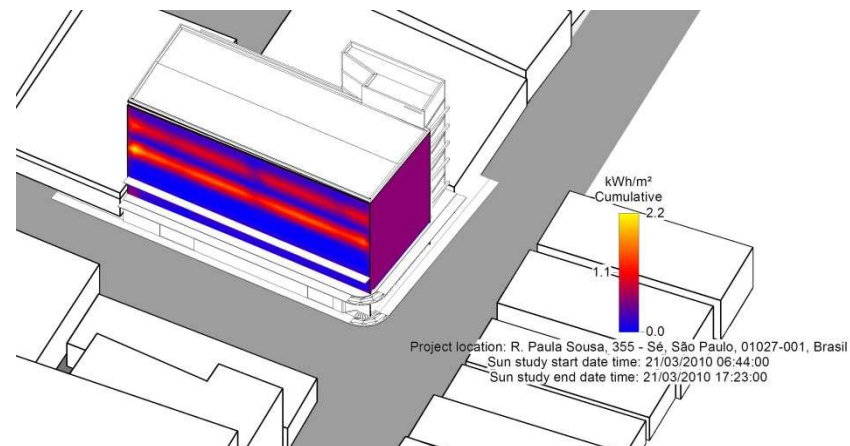 kWh/m²
Cumulative
2.2
1.1
0.0
Project location: R. Paula Sousa, 355 - Sé, São Paulo, 01027-001, Brasil
Sun study start date time: 21/03/2010 06:44:00
Sun study end date time: 21/03/2010 17:23:00